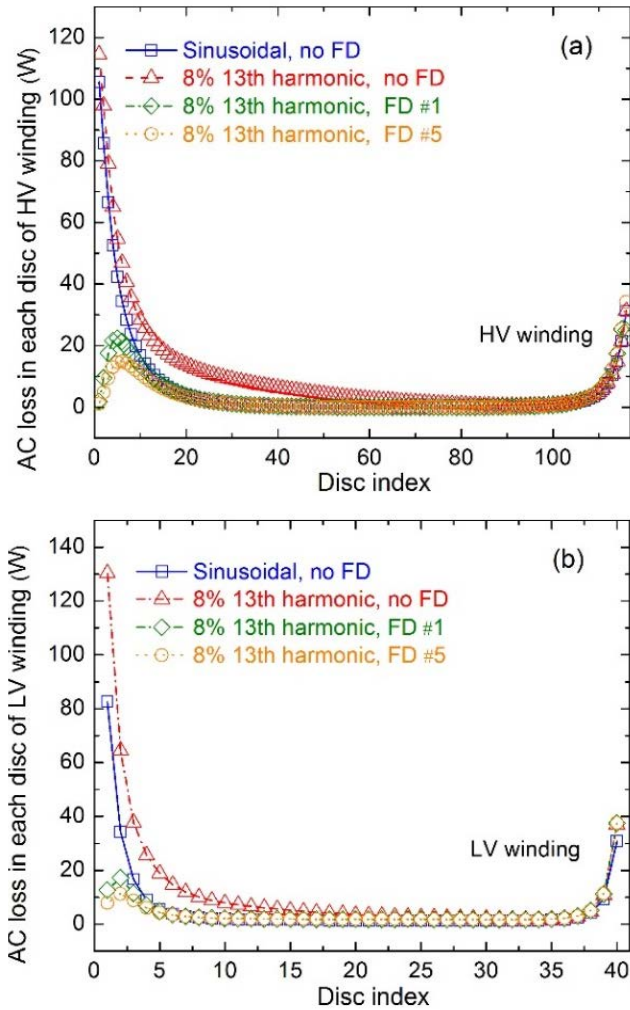 120
100
80
60
40
20
0
AC loss in each disc of HV winding (W)
(a)
Sinusoidal, no FD
8% 13th harmonic, no FD
8% 13th harmonic, FD #1
8% 13th harmonic, FD #5
HV winding
0 20 40 60 80 100
Disc index
140
120
100
80
60
40
20
0
AC loss in each disc of LV winding (W)
(b)
Sinusoidal, no FD
8% 13th harmonic, no FD
8% 13th harmonic, FD #1
8% 13th harmonic, FD #5
LV winding
0 5 10 15 20 25 30 35 40
Disc index